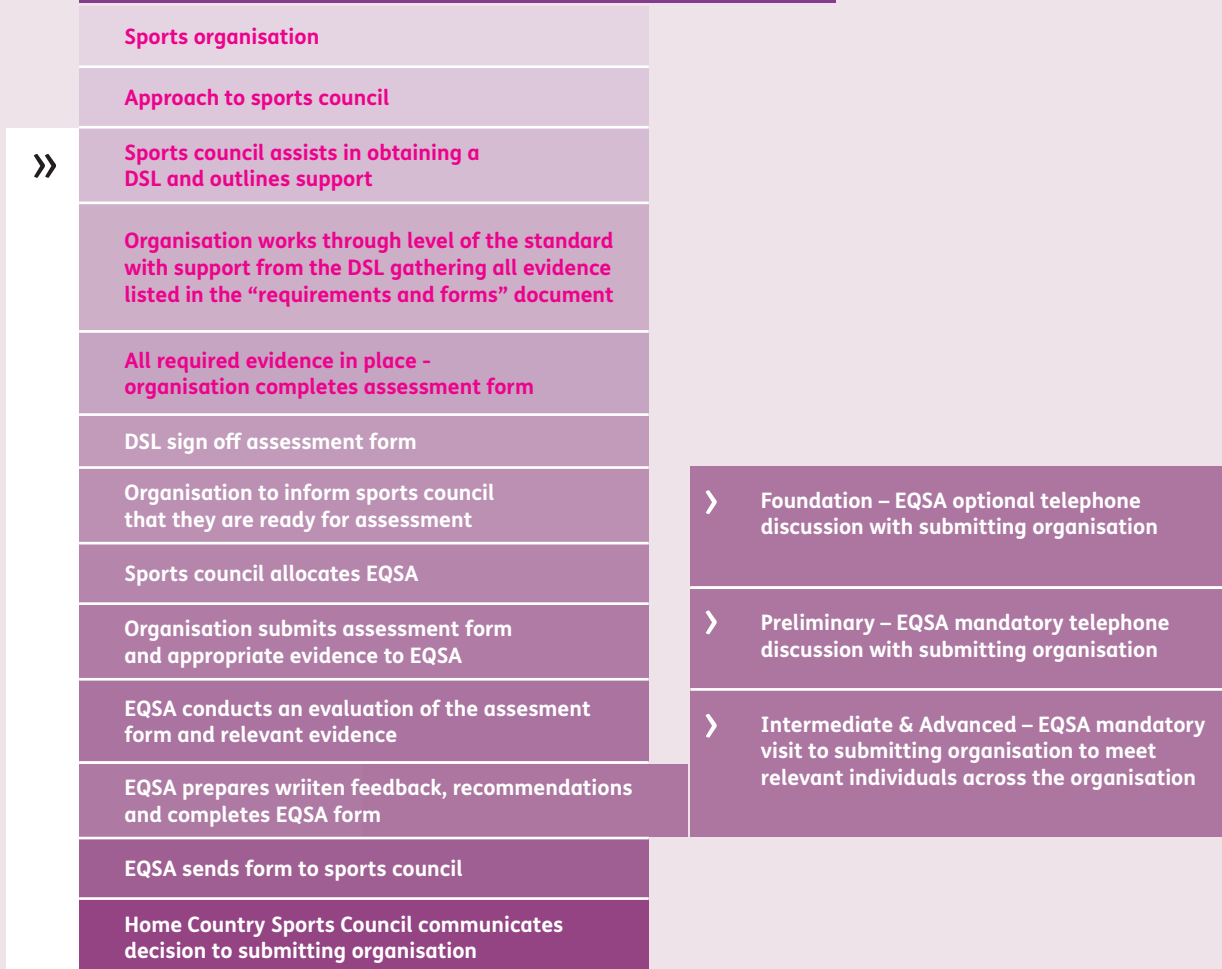 Sports organisation
Approach to sports council
»
Sports council assists in obtaining a
DSL and outlines support
Organisation works through level of the standard
with support from the DSL gathering all evidence
listed in the “requirements and forms” document
All required evidence in place -
organisation completes assessment form
DSL sign off assessment form
Organisation to inform sports council
that they are ready for assessment
Sports council allocates EQSA
Organisation submits assessment form
and appropriate evidence to EQSA
EQSA conducts an evaluation of the assesment
form and relevant evidence
EQSA prepares wriiten feedback, recommendations
and completes EQSA form
EQSA sends form to sports council
Home Country Sports Council communicates
decision to submitting organisation
› Foundation – EQSA optional telephone
discussion with submitting organisation
› Preliminary – EQSA mandatory telephone
discussion with submitting organisation
› Intermediate & Advanced – EQSA mandatory
visit to submitting organisation to meet
relevant individuals across the organisation